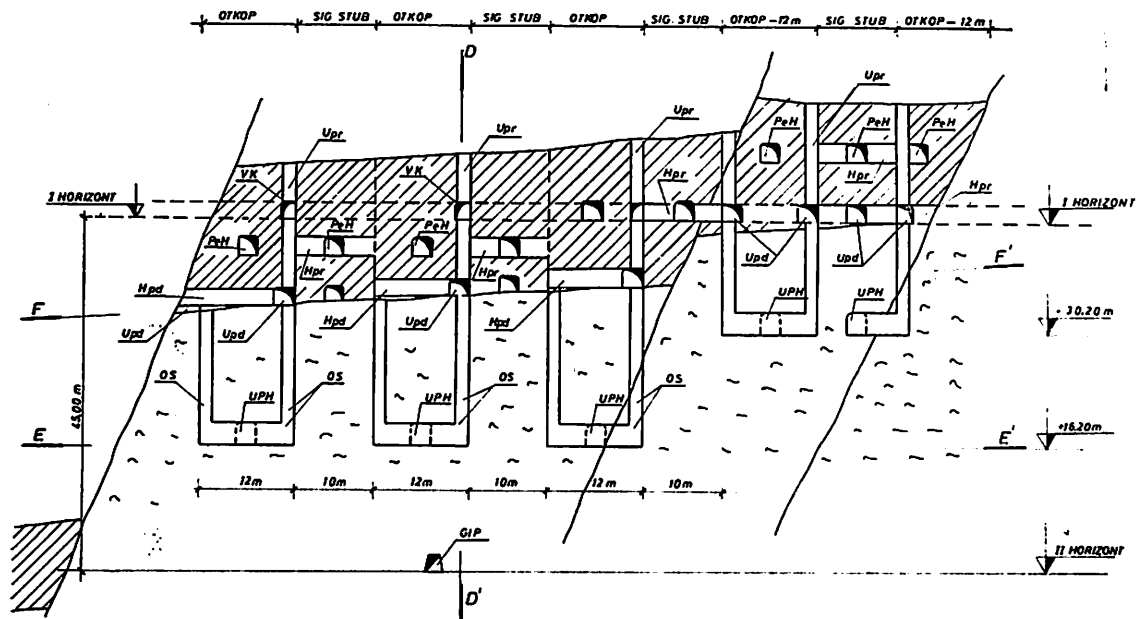 OTKOP SIG STUB OTKOP SIG STUB OTKOP SIG. STUB OTKOP-12m SIG STUB OTKOP-12m
D
Upr Upr Upr Upr
PeH PeH PeH
VK VK Hpr Hpr Hpr
I HORIZONT I HORIZONT
PeH PeH PeH Hpr Hpr Upd Upd
F'
Hpd Hpd Upd Hpd
F UPH UPH - 30.20 m
Upd Upd
OS OS OS OS
45.00 m
UPH UPH UPH
E E' +16.20 m
12m 10m 12m 10m 12m 10m
GIP
II HORIZONT
D'